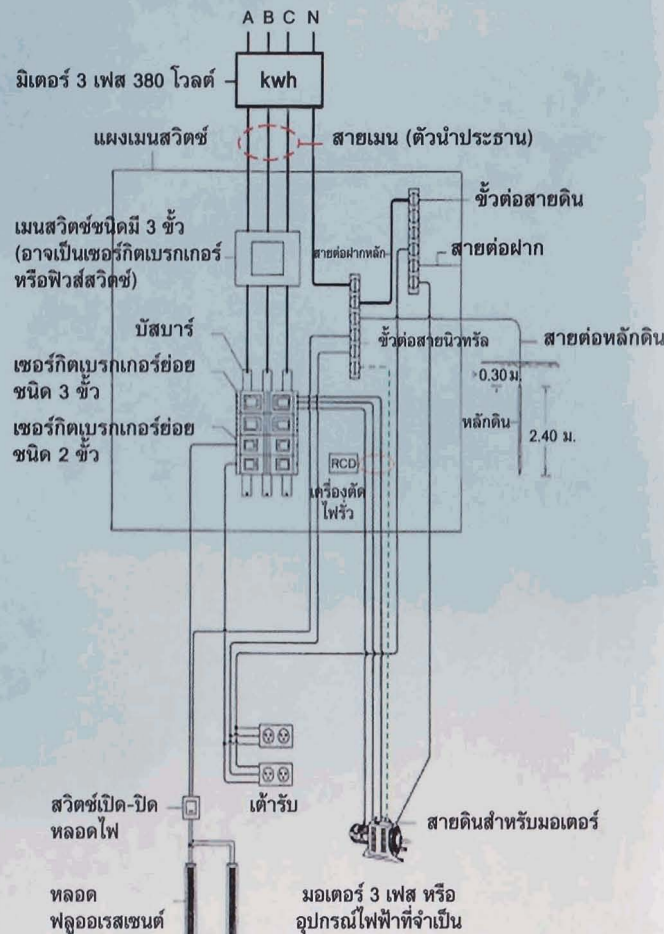 A B C N
มิเตอร์ 3 เฟส 380 โวลต์
kwh
แผงเมนสวิตซ์
สายเมน (ตัวนำประธาน)
เมนสวิตซ์ชนิดมี 3 ขั้ว
(อาจเป็นเซอร์กิตเบรกเกอร์
หรือฟิวส์สวิตซ์)
สายต่อฝากหลัก
ขั้วต่อสายดิน
สายต่อฝาก
บัสบาร์
ขั้วต่อสายนิวทรัล
สายต่อหลักดิน
เซอร์กิตเบรกเกอร์ย่อย
ชนิด 3 ขั้ว
>0.30 ม.
หลักดิน
2.40 ม.
เซอร์กิตเบรกเกอร์ย่อย
ชนิด 2 ขั้ว
RCD
เครื่องตัด
ไฟรั่ว
สวิตซ์เปิด-ปิด
หลอดไฟ
เต้ารับ
สายดินสำหรับมอเตอร์
หลอด
ฟลูออเรสเซนต์
มอเตอร์ 3 เฟส หรือ
อุปกรณ์ไฟฟ้าที่จำเป็น